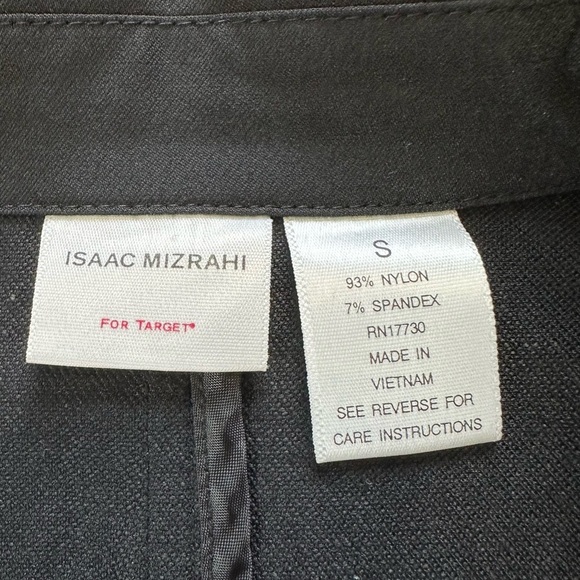 ISAAC MIZRAHI
FOR TARGET®
S
93% NYLON
7% SPANDEX
RN17730
MADE IN
VIETNAM
SEE REVERSE FOR
CARE INSTRUCTIONS